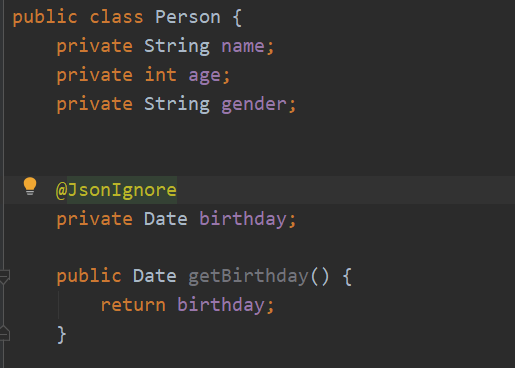 public class Person {
private String name;
private int age;
private String gender;
@JsonIgnore
private Date birthday;
public Date getBirthday() {
return birthday;
}